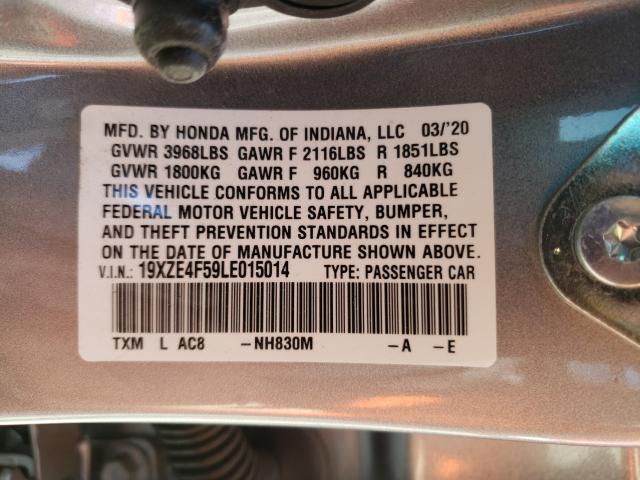 MFD. BY HONDA MFG. OF INDIANA, LLC 03/'20
GVWR 3968LBS GAWR F 2116LBS R 1851LBS
GVWR 1800KG GAWR F 960KG R 840KG
THIS VEHICLE CONFORMS TO ALL APPLICABLE
FEDERAL MOTOR VEHICLE SAFETY, BUMPER,
AND THEFT PREVENTION STANDARDS IN EFFECT
ON THE DATE OF MANUFACTURE SHOWN ABOVE.
V.I.N.: 19XZE4F59LE015014 TYPE: PASSENGER CAR
TXM L AC8 -NH830M -A -E